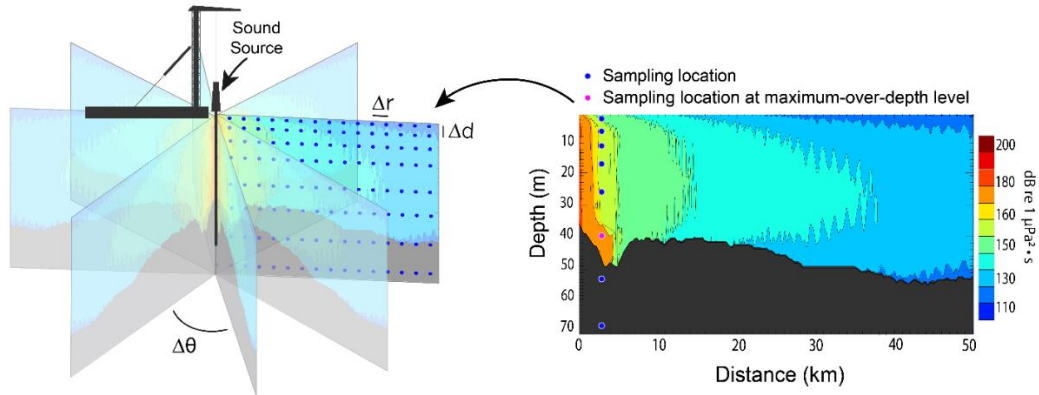 Sound
Source
Δr
Δd
Δθ
Sampling location
Sampling location at maximum-over-depth level
Depth (m)
10
20
30
40
50
60
70
0
10
20
30
40
50
Distance (km)
200
180
160
150
130
110
dB re 1 µPa²·s